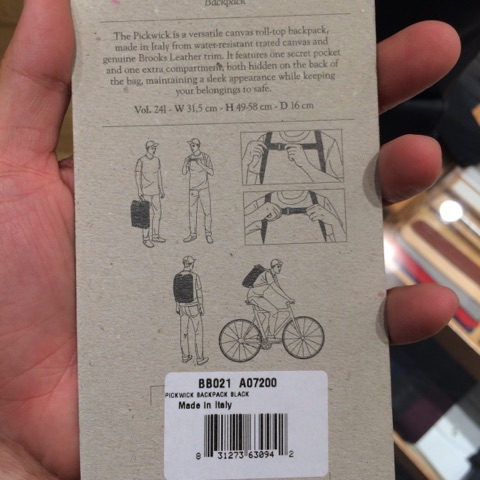 Backpack
The Pickwick is a versatile canvas roll-top backpack,
made in Italy from water-resistant trated canvas and
genuine Brooks Leather trim. It features one secret pocket
and one extra compartment, both hidden on the back of
the bag, maintaining a sleek appearance while keeping
your belongings to safe.
Vol. 24l - W 31,5 cm - H 49-58 cm - D 16 cm
BB021 A07200
PICKWICK BACKPACK BLACK
Made in Italy
8 31273 63094 2